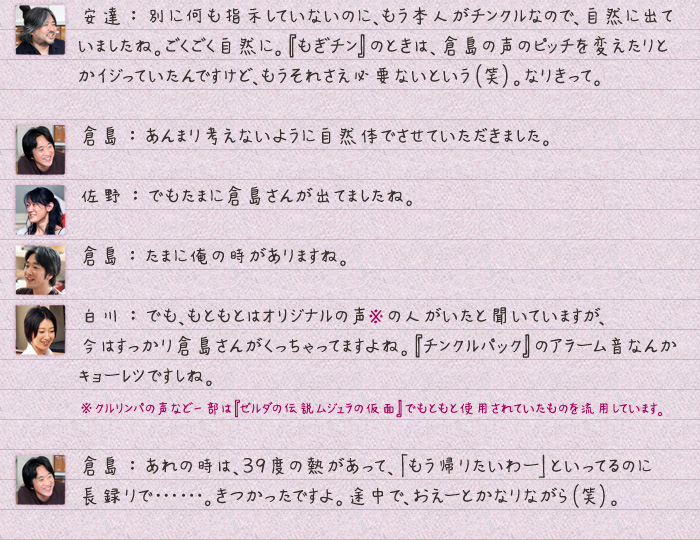 安達：別に何も指示していないのに、もう本人がチンクルなので、自然に出て
いましたね。ごくごく自然に。『もぎチン』のときは、倉島の声のピッチを変えたりと
かイジっていたんですけど、もうそれさえ必要ないという(笑)。なりきって。
倉島：あんまり考えないように自然体でさせていただきました。
佐野：でもたまに倉島さんが出てましたね。
倉島：たまに俺の時がありますね。
白川：でも、もともとはオリジナルの声※の人がいたと聞いていますが、
今はすっかり倉島さんがくっちゃってますよね。『チンクルパック』のアラーム音なんか
キョーレツですしね。
※クルリンパの声など一部は『ゼルダの伝説ムジュラの仮面』でもともと使用されていたものを流用しています。
倉島：あれの時は、39度の熱があって、「もう帰りたいわー」といってるのに
長録りで……。きつかったですよ。途中で、おえーとかなりながら(笑)。